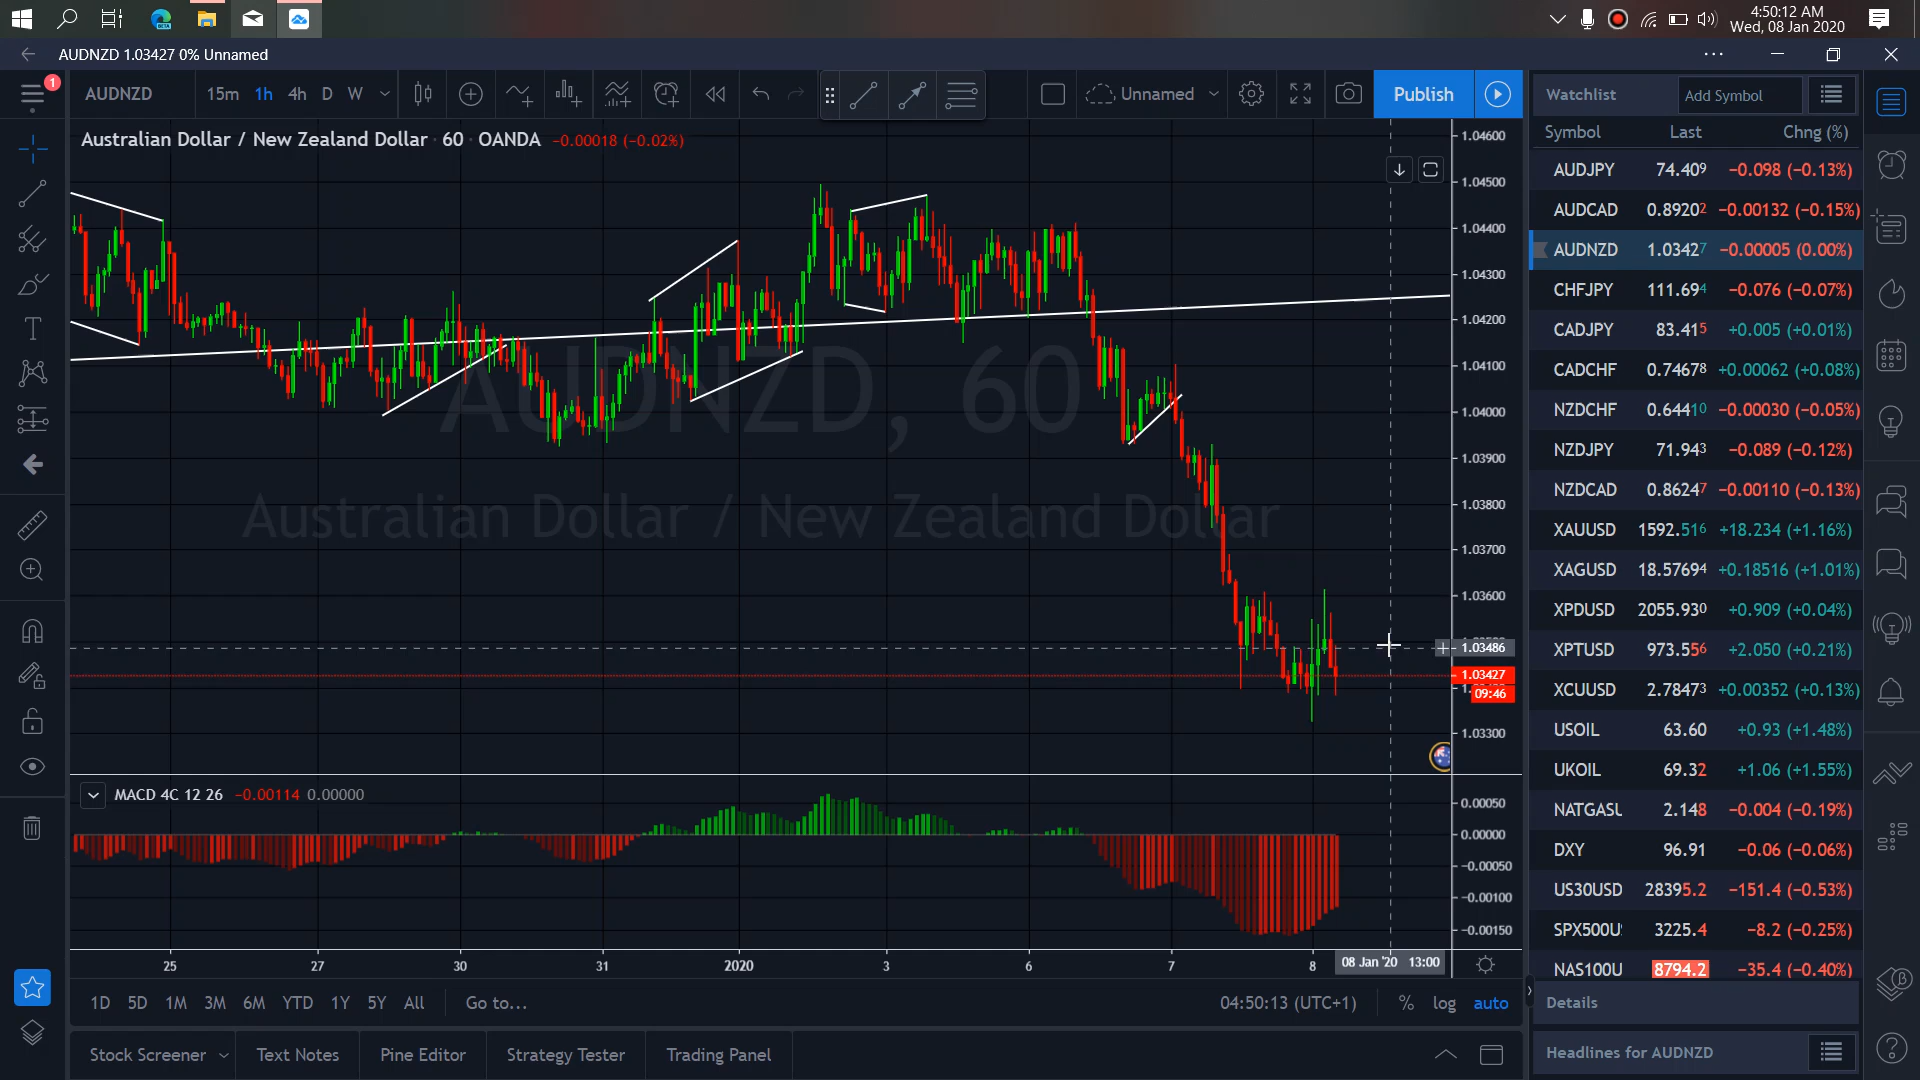 4:50:12 AM
Wed, 08 Jan 2020
AUDNZD 1.03427 0% Unnamed
1
AUDNZD 15m 1h 4h D W Unnamed Publish
Australian Dollar / New Zealand Dollar · 60 · OANDA −0.00018 (−0.02%)
AUDNZD, 60
Australian Dollar / New Zealand Dollar
1.04600
1.04500
1.04400
1.04300
1.04200
1.04100
1.04000
1.03900
1.03800
1.03700
1.03600
1.03486
1.03427
09:46
1.03300
MACD 4C 12 26 −0.00114 0.00000
0.00050
0.00000
−0.00050
−0.00100
−0.00150
25 27 30 31 2020 3 6 7 8 08 Jan '20 13:00
1D 5D 1M 3M 6M YTD 1Y 5Y All Go to... 04:50:13 (UTC+1) % log auto
Stock Screener Text Notes Pine Editor Strategy Tester Trading Panel
Watchlist Add Symbol
Symbol Last Chng (%)
AUDJPY 74.409 −0.098 (−0.13%)
AUDCAD 0.89202 −0.00132 (−0.15%)
AUDNZD 1.03427 −0.00005 (0.00%)
CHFJPY 111.694 −0.076 (−0.07%)
CADJPY 83.415 +0.005 (+0.01%)
CADCHF 0.74678 +0.00062 (+0.08%)
NZDCHF 0.64410 −0.00030 (−0.05%)
NZDJPY 71.943 −0.089 (−0.12%)
NZDCAD 0.86247 −0.00110 (−0.13%)
XAUUSD 1592.516 +18.234 (+1.16%)
XAGUSD 18.57694 +0.18516 (+1.01%)
XPDUSD 2055.930 +0.909 (+0.04%)
XPTUSD 973.556 +2.050 (+0.21%)
XCUUSD 2.78473 +0.00352 (+0.13%)
USOIL 63.60 +0.93 (+1.48%)
UKOIL 69.32 +1.06 (+1.55%)
NATGASU 2.148 −0.004 (−0.19%)
DXY 96.91 −0.06 (−0.06%)
US30USD 28395.2 −151.4 (−0.53%)
SPX500U 3225.4 −8.2 (−0.25%)
NAS100U 8794.2 −35.4 (−0.40%)
Details
Headlines for AUDNZD